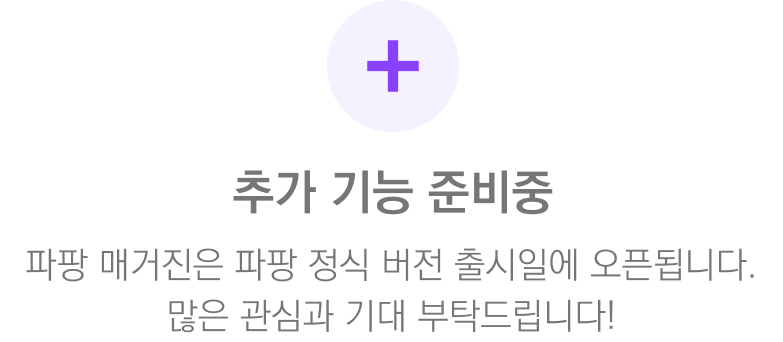 추가 기능 준비중
파팡 매거진은 파팡 정식 버전 출시일에 오픈됩니다.
많은 관심과 기대 부탁드립니다!